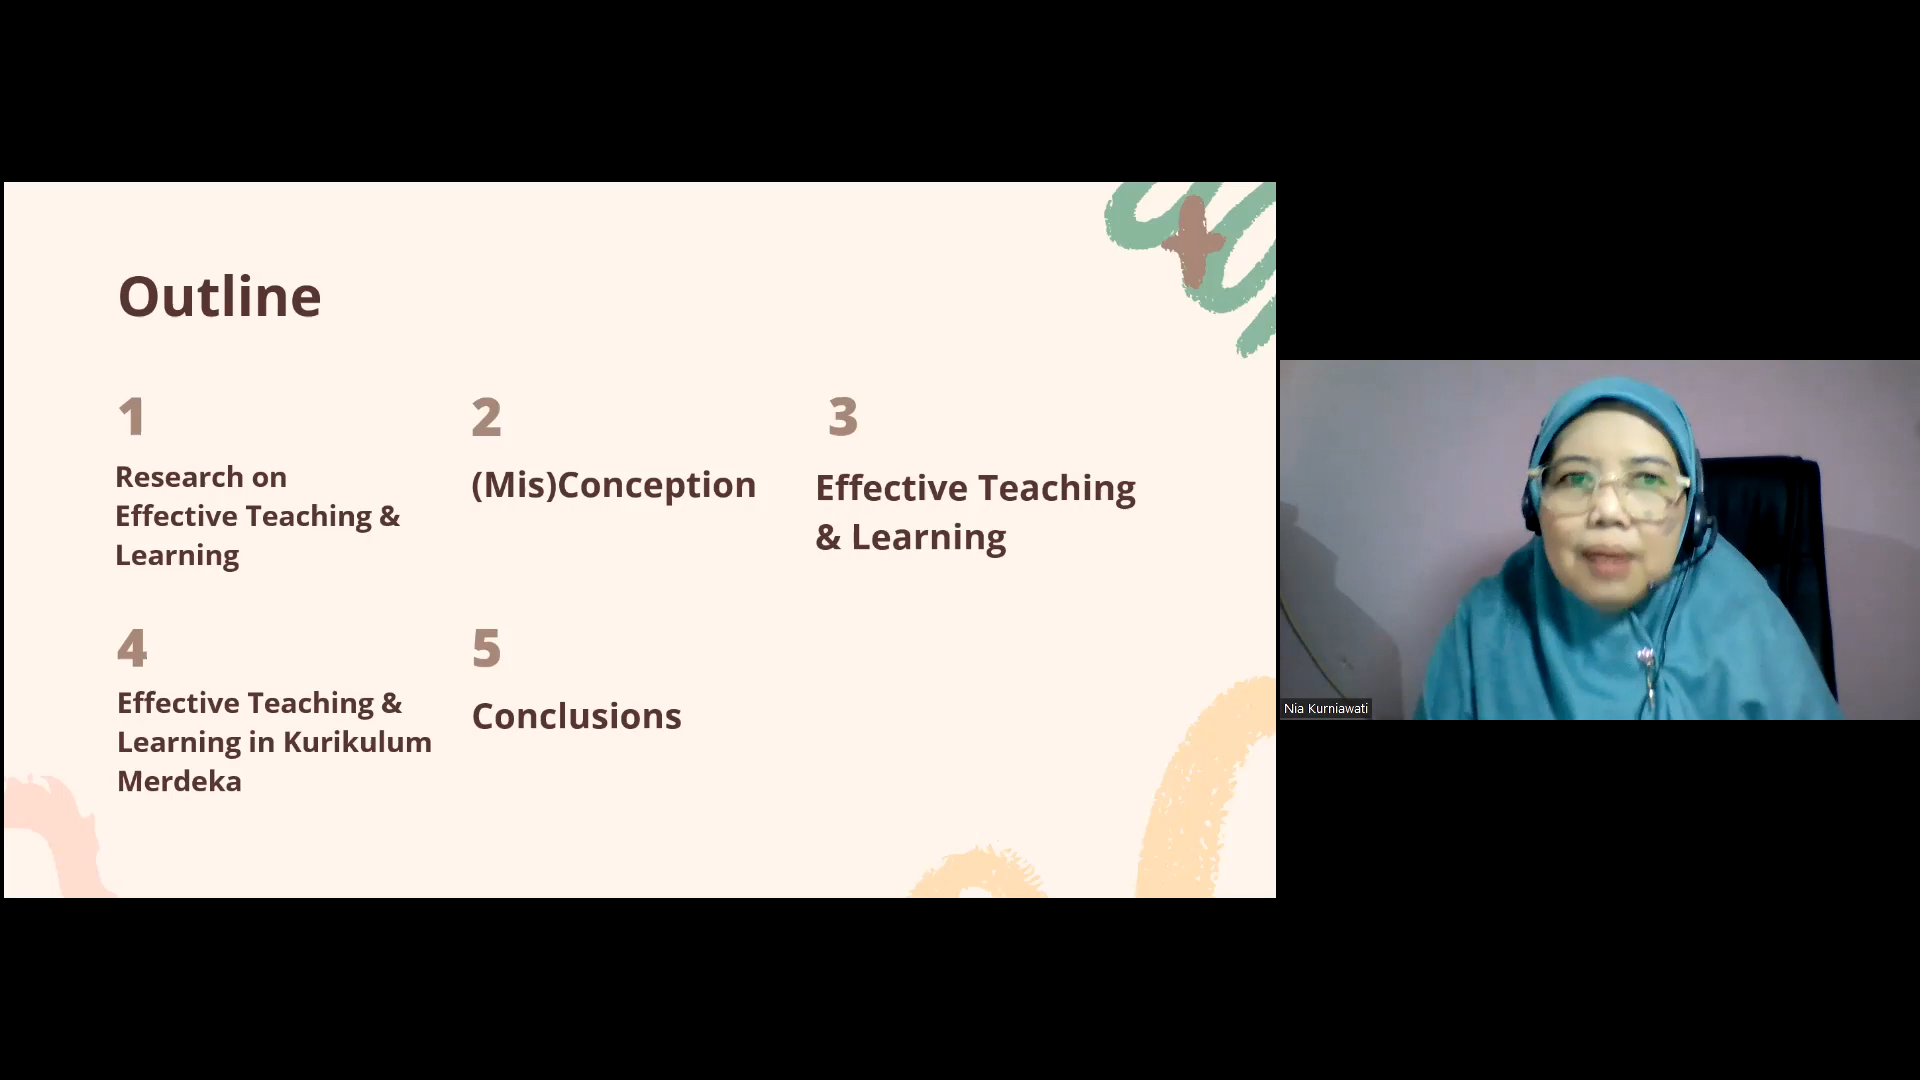 Outline
1
Research on
Effective Teaching &
Learning
2
(Mis)Conception
3
Effective Teaching
& Learning
4
Effective Teaching &
Learning in Kurikulum
Merdeka
5
Conclusions
Nia Kurniawati